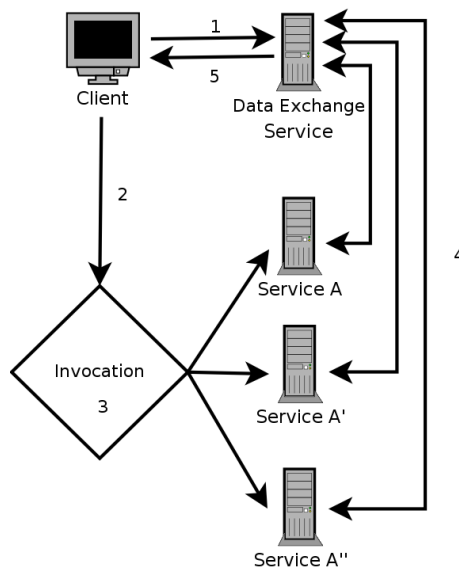 1
5
Client
Data Exchange
Service
2
4
Service A
Invocation
3
Service A'
Service A''